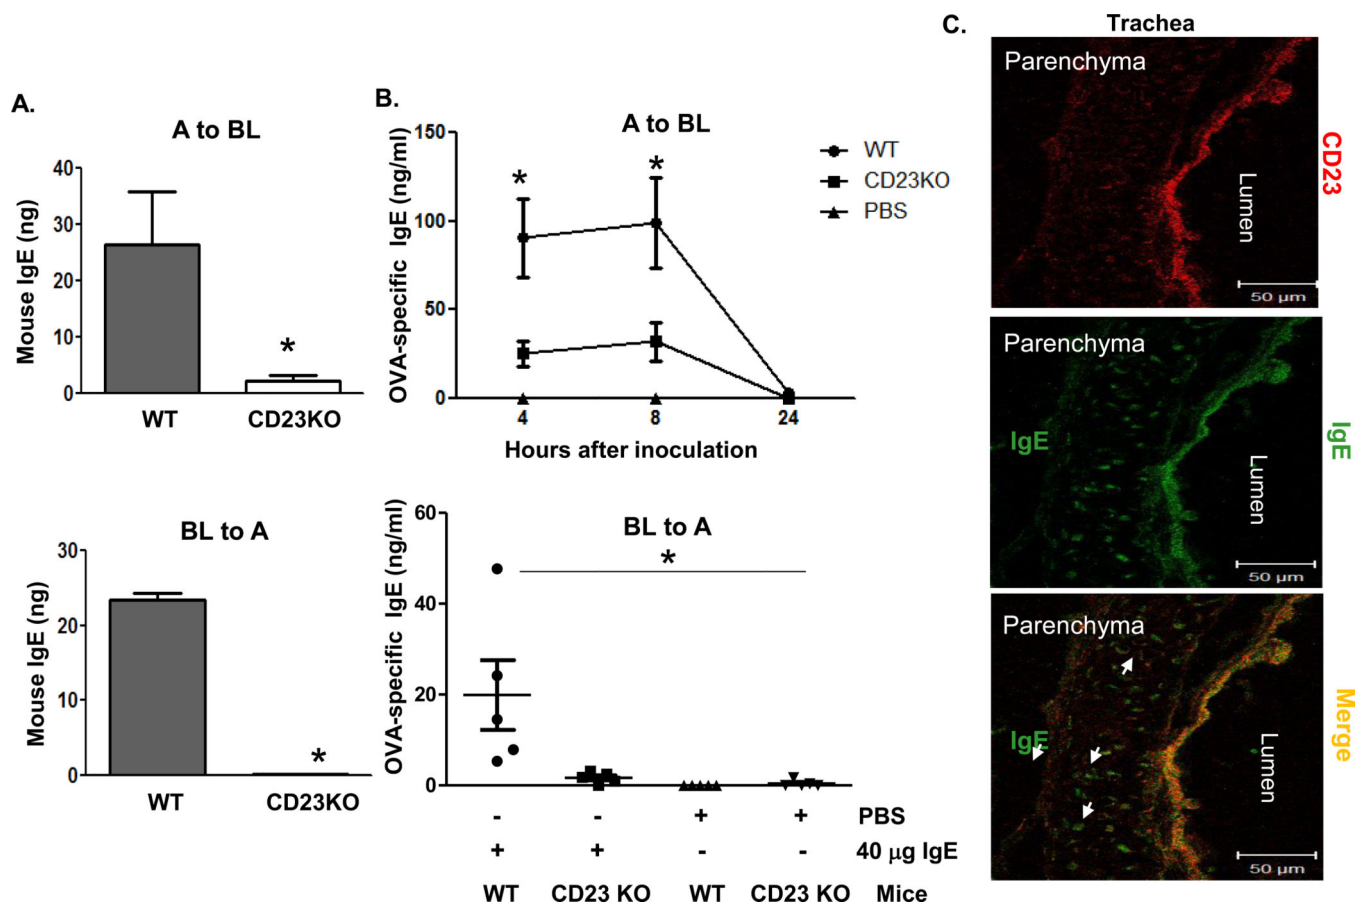 A.
A to BL
Mouse IgE (ng)
40
30
20
10
0
WT
CD23KO
*
BL to A
Mouse IgE (ng)
30
20
10
0
WT
CD23KO
*
B.
A to BL
OVA-specific IgE (ng/ml)
150
100
50
0
*
*
WT
CD23KO
PBS
4
8
24
Hours after inoculation
BL to A
OVA-specific IgE (ng/ml)
60
40
20
0
*
- - + + PBS
+ + - - 40 μg IgE
WT CD23 KO WT CD23 KO Mice
C.
Trachea
Parenchyma
Lumen
50 μm
CD23
Parenchyma
IgE
Lumen
50 μm
IgE
Parenchyma
IgE
Lumen
50 μm
Merge